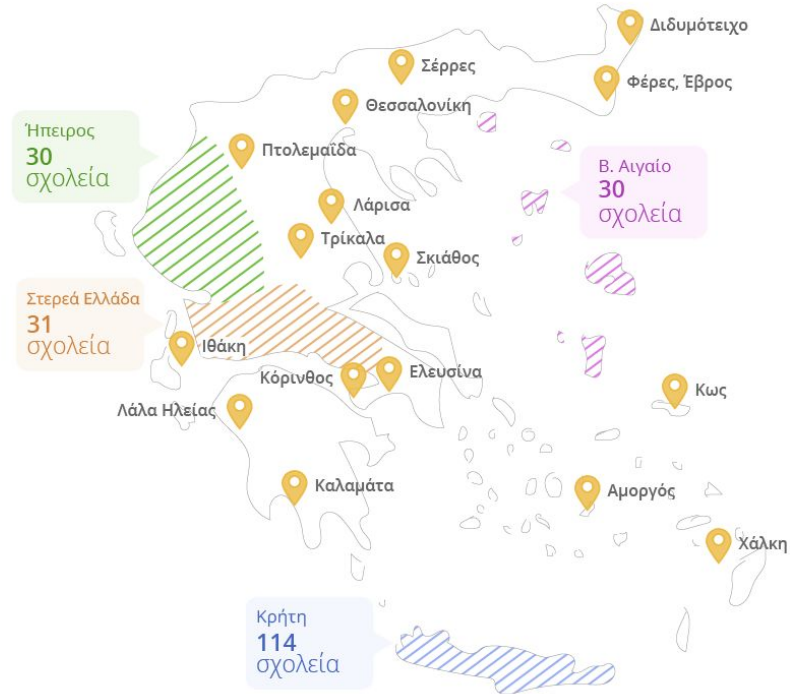 Διδυμότειχο
Σέρρες
Φέρες, Έβρος
Θεσσαλονίκη
Ήπειρος
30
σχολεία
Πτολεμαΐδα
Β. Αιγαίο
30
σχολεία
Λάρισα
Τρίκαλα
Σκιάθος
Στερεά Ελλάδα
31
σχολεία
Ιθάκη
Κόρινθος
Ελευσίνα
Κως
Λάλα Ηλείας
Καλαμάτα
Αμοργός
Χάλκη
Κρήτη
114
σχολεία